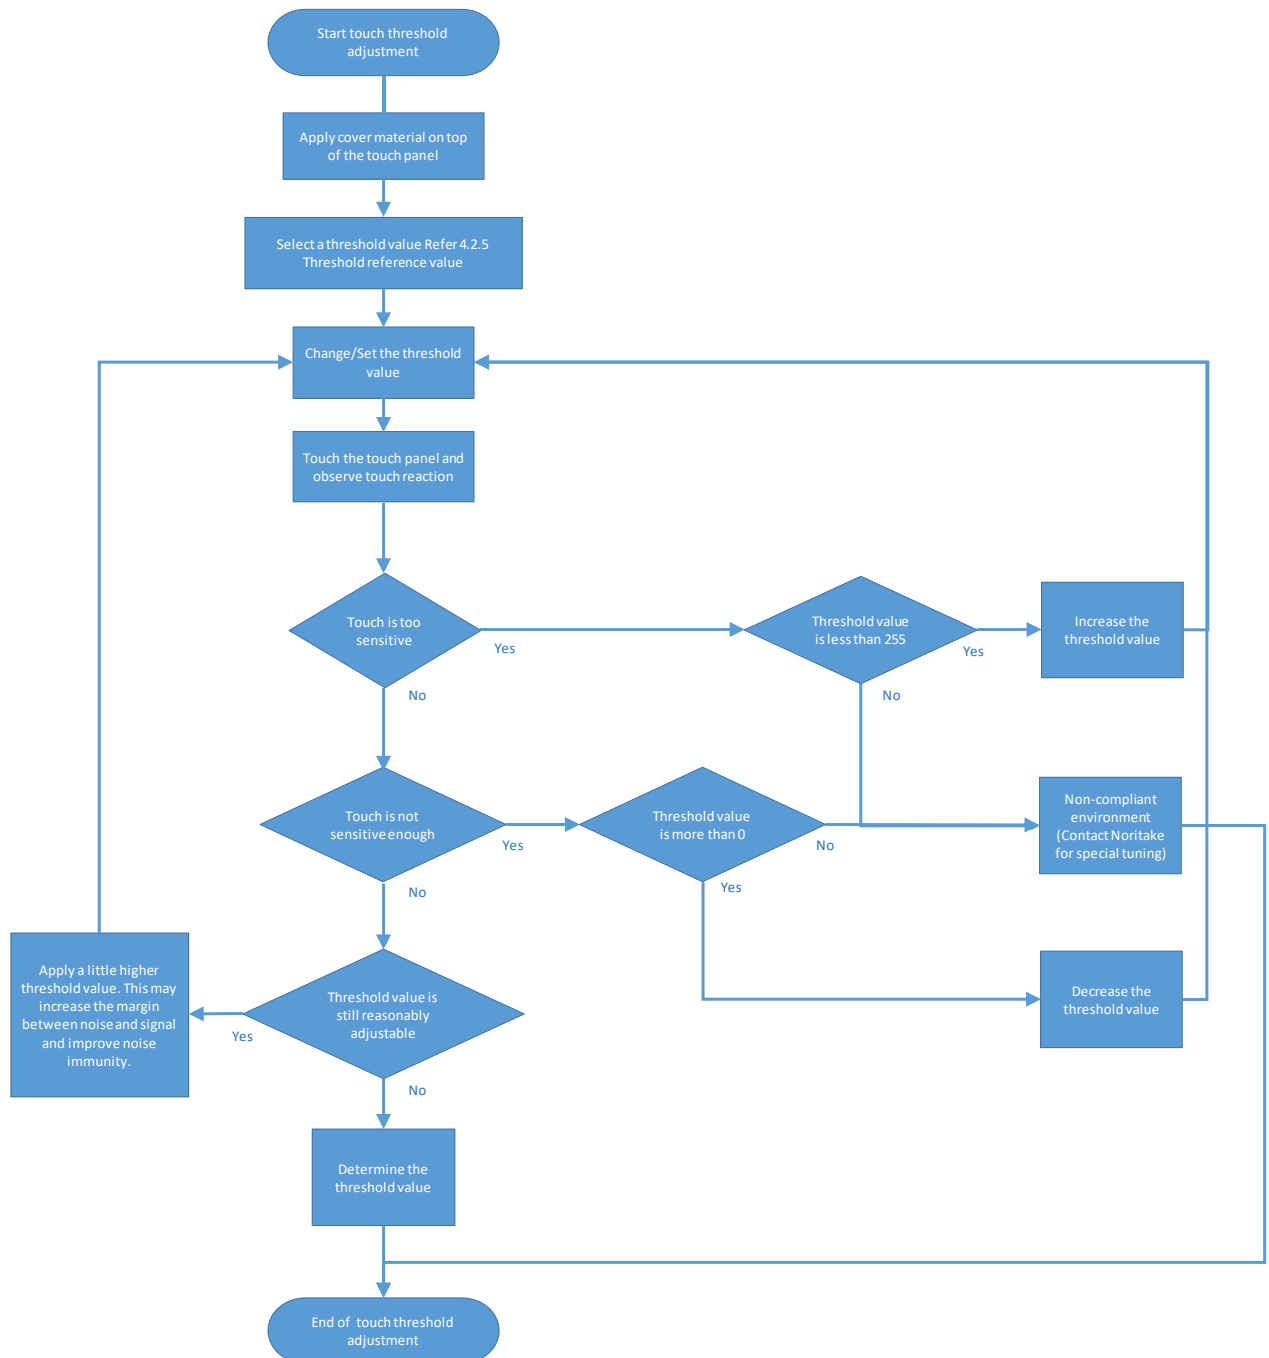 Start touch threshold
adjustment
Apply cover material on top
of the touch panel
Select a threshold value Refer 4.2.5
Threshold reference value
Change/Set the threshold
value
Touch the touch panel and
observe touch reaction
Touch is too
sensitive
Yes
No
Threshold value
is less than 255
Yes
No
Increase the
threshold value
Touch is not
sensitive enough
Yes
No
Threshold value
is more than 0
No
Yes
Non-compliant
environment
(Contact Noritake
for special tuning)
Decrease the
threshold value
Threshold value is
still reasonably
adjustable
Yes
No
Apply a little higher
threshold value. This may
increase the margin
between noise and signal
and improve noise
immunity.
Determine the
threshold value
End of touch threshold
adjustment